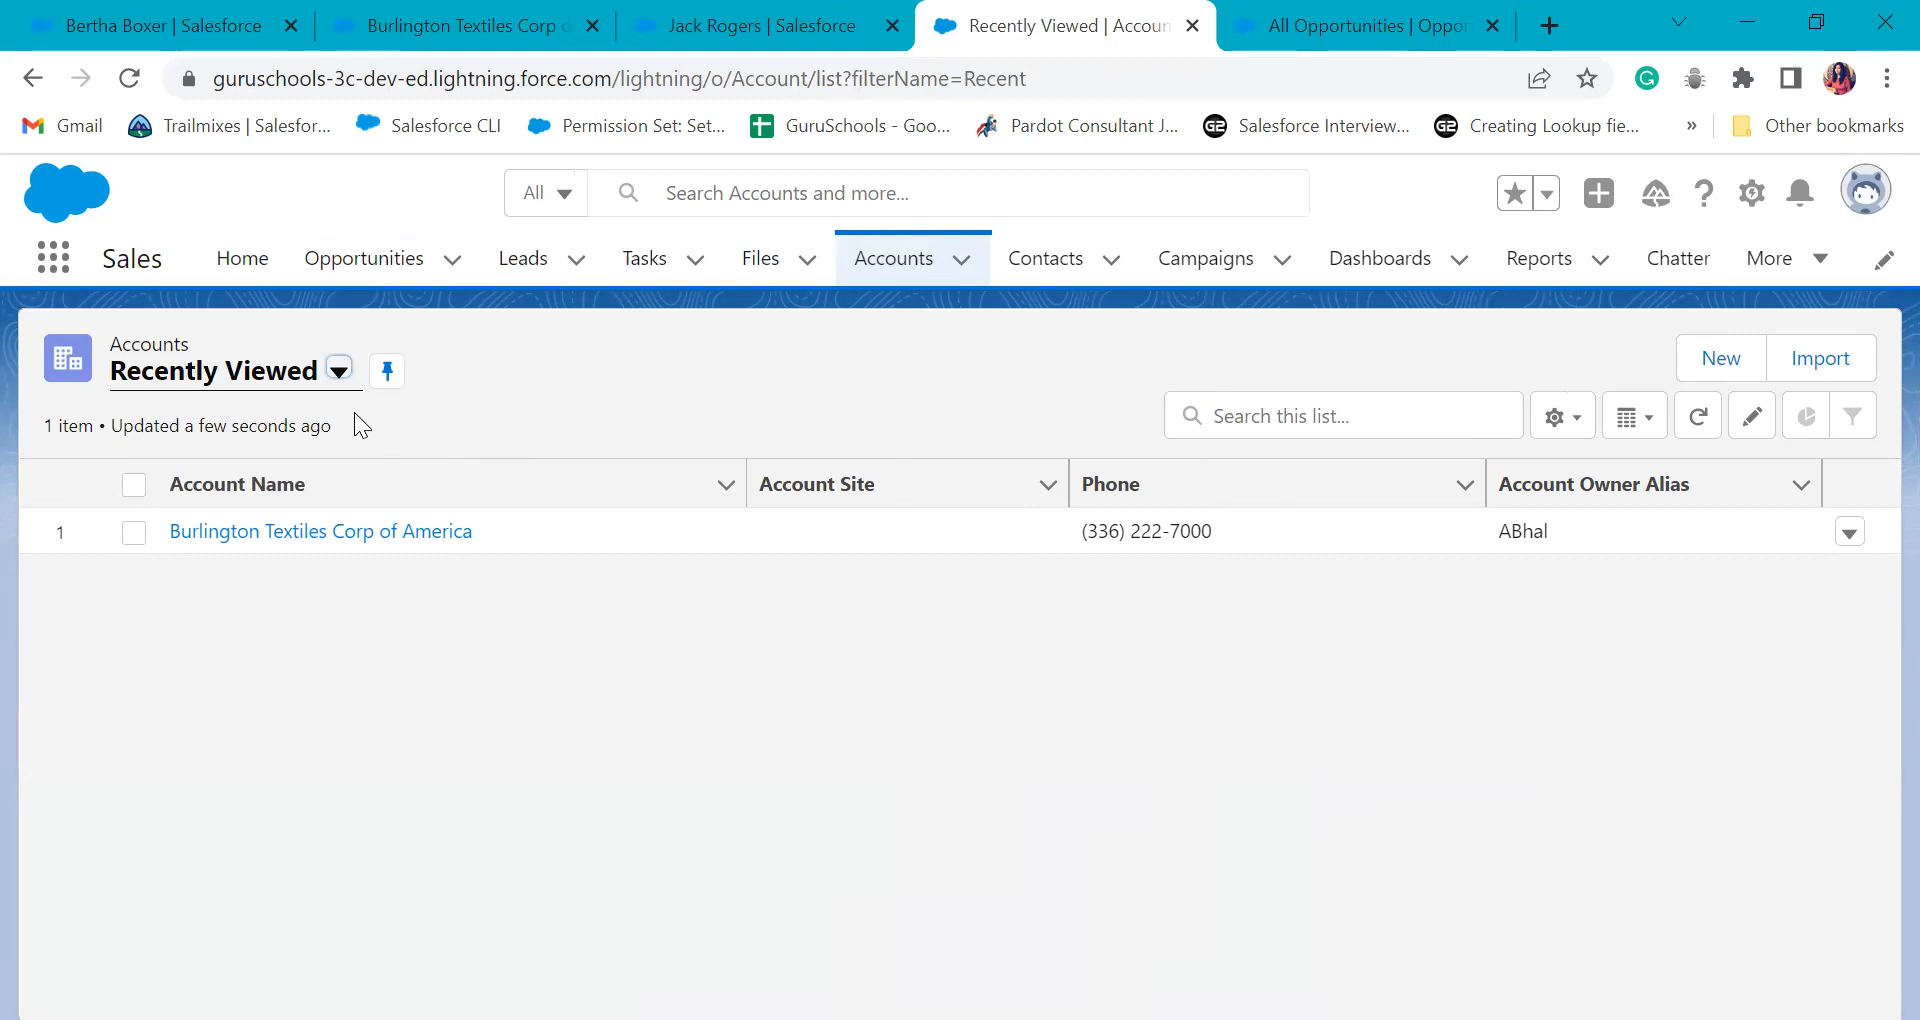 Bertha Boxer | Salesforce
Burlington Textiles Corp o
Jack Rogers | Salesforce
Recently Viewed | Accoun
All Opportunities | Oppor
guruschools-3c-dev-ed.lightning.force.com/lightning/o/Account/list?filterName=Recent
Gmail
Trailmixes | Salesfor...
Salesforce CLI
Permission Set: Set...
GuruSchools - Goo...
Pardot Consultant J...
Salesforce Interview...
Creating Lookup fie...
»
Other bookmarks
All
Search Accounts and more...
Sales
Home
Opportunities
Leads
Tasks
Files
Accounts
Contacts
Campaigns
Dashboards
Reports
Chatter
More
Accounts
Recently Viewed
New
Import
1 item • Updated a few seconds ago
Search this list...
Account Name
Account Site
Phone
Account Owner Alias
1
Burlington Textiles Corp of America
(336) 222-7000
ABhal